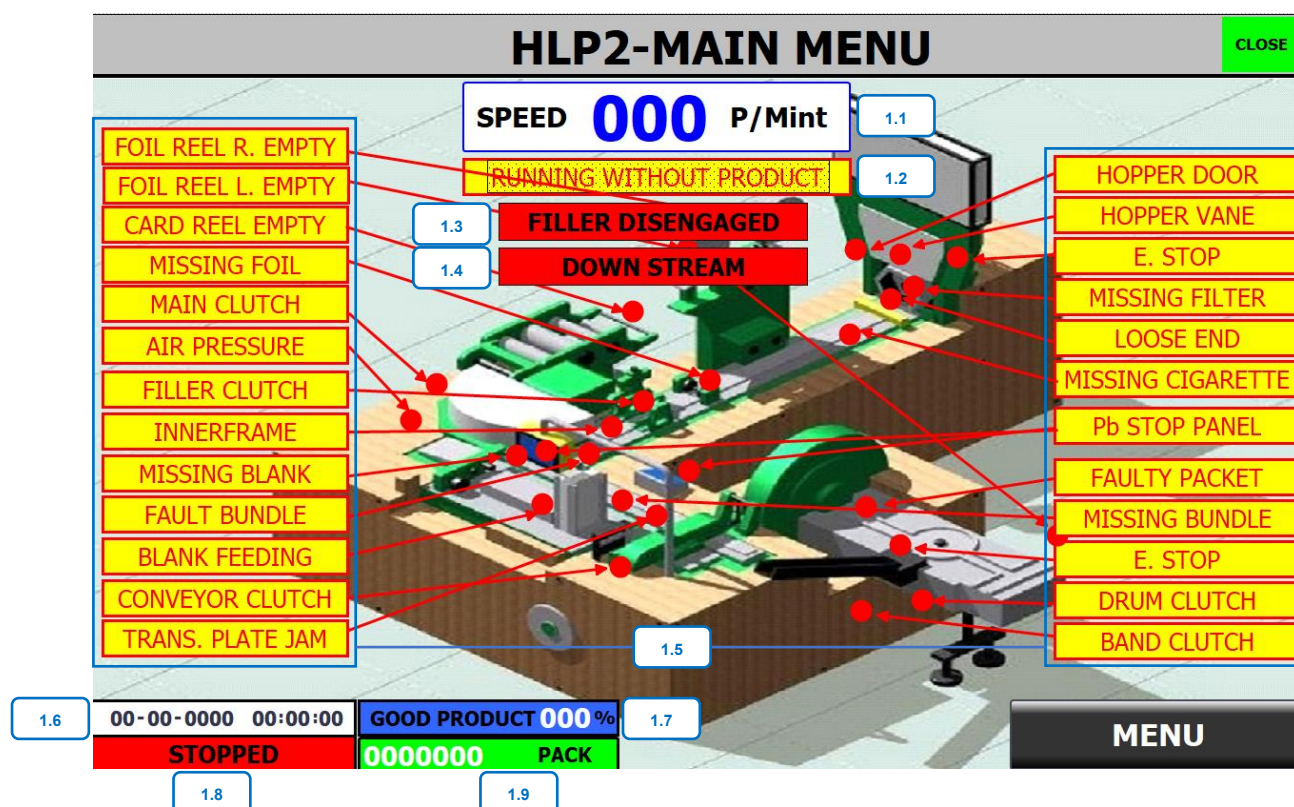 HLP2-MAIN MENU
CLOSE
SPEED 000 P/Mint
1.1
RUNNING WITHOUT PRODUCT
1.2
1.3
FILLER DISENGAGED
1.4
DOWN STREAM
FOIL REEL R. EMPTY
FOIL REEL L. EMPTY
CARD REEL EMPTY
MISSING FOIL
MAIN CLUTCH
AIR PRESSURE
FILLER CLUTCH
INNERFRAME
MISSING BLANK
FAULT BUNDLE
BLANK FEEDING
CONVEYOR CLUTCH
TRANS. PLATE JAM
HOPPER DOOR
HOPPER VANE
E. STOP
MISSING FILTER
LOOSE END
MISSING CIGARETTE
Pb STOP PANEL
FAULTY PACKET
MISSING BUNDLE
E. STOP
DRUM CLUTCH
BAND CLUTCH
1.5
1.6
00-00-0000 00:00:00
GOOD PRODUCT 000 %
1.7
STOPPED
0000000 PACK
MENU
1.8
1.9